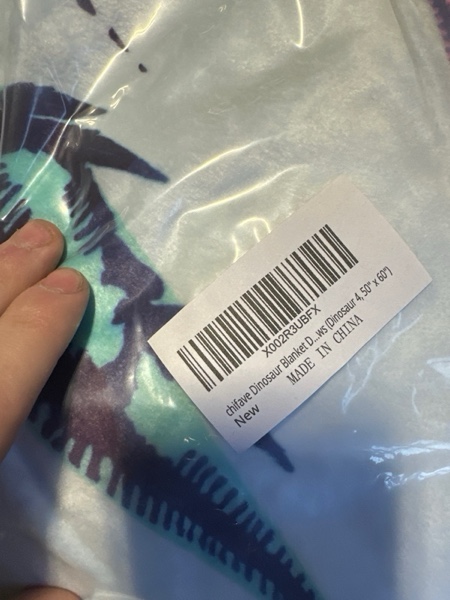 X002R3UBFX
chifave Dinosaur Blanket D...ws (Dinosaur 4, 50" x 60")
New
MADE IN CHINA